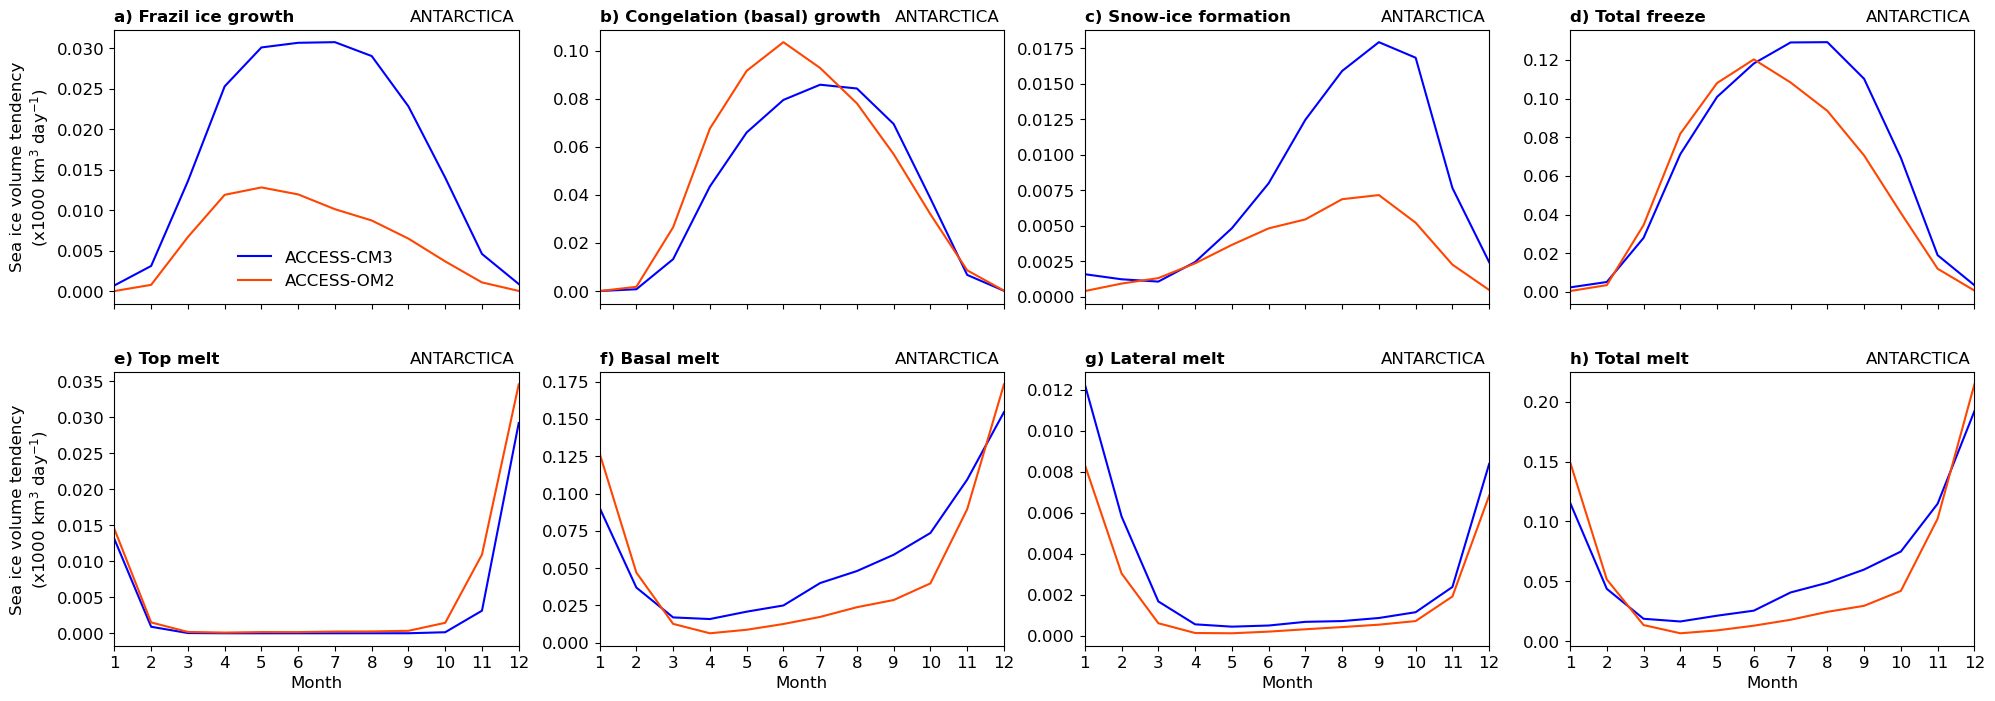 a) Frazil ice growth ANTARCTICA
b) Congelation (basal) growth ANTARCTICA
c) Snow-ice formation ANTARCTICA
d) Total freeze ANTARCTICA
Sea ice volume tendency
(x1000 km³ day⁻¹)
0.030
0.025
0.020
0.015
0.010
0.005
0.000
ACCESS-CM3
ACCESS-OM2
0.10
0.08
0.06
0.04
0.02
0.00
0.0175
0.0150
0.0125
0.0100
0.0075
0.0050
0.0025
0.0000
0.12
0.10
0.08
0.06
0.04
0.02
0.00
e) Top melt ANTARCTICA
f) Basal melt ANTARCTICA
g) Lateral melt ANTARCTICA
h) Total melt ANTARCTICA
Sea ice volume tendency
(x1000 km³ day⁻¹)
0.035
0.030
0.025
0.020
0.015
0.010
0.005
0.000
1 2 3 4 5 6 7 8 9 10 11 12
Month
0.175
0.150
0.125
0.100
0.075
0.050
0.025
0.000
1 2 3 4 5 6 7 8 9 10 11 12
Month
0.012
0.010
0.008
0.006
0.004
0.002
0.000
1 2 3 4 5 6 7 8 9 10 11 12
Month
0.20
0.15
0.10
0.05
0.00
1 2 3 4 5 6 7 8 9 10 11 12
Month